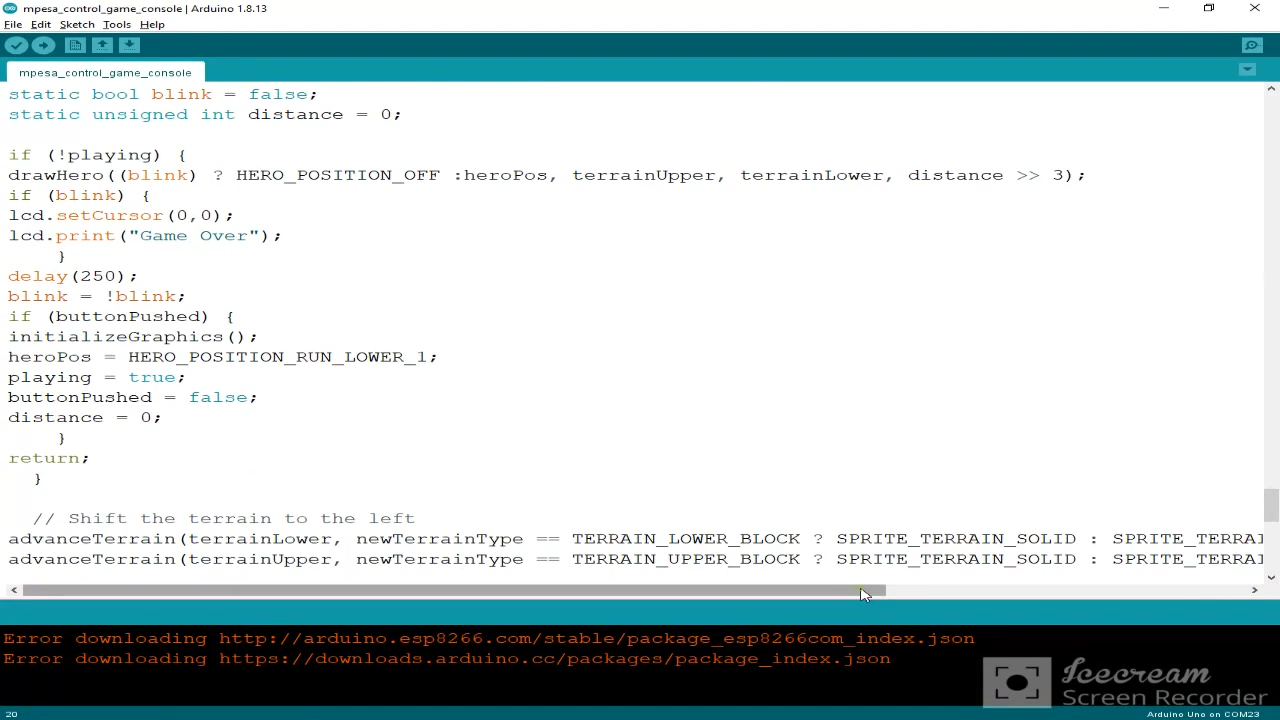 mpesa_control_game_console | Arduino 1.8.13
File Edit Sketch Tools Help
mpesa_control_game_console
static bool blink = false;
static unsigned int distance = 0;
if (!playing) {
drawHero((blink) ? HERO_POSITION_OFF :heroPos, terrainUpper, terrainLower, distance >> 3);
if (blink) {
lcd.setCursor(0,0);
lcd.print("Game Over");
}
delay(250);
blink = !blink;
if (buttonPushed) {
initializeGraphics();
heroPos = HERO_POSITION_RUN_LOWER_1;
playing = true;
buttonPushed = false;
distance = 0;
}
return;
}
// Shift the terrain to the left
advanceTerrain(terrainLower, newTerrainType == TERRAIN_LOWER_BLOCK ? SPRITE_TERRAIN_SOLID : SPRITE_TERRAI
advanceTerrain(terrainUpper, newTerrainType == TERRAIN_UPPER_BLOCK ? SPRITE_TERRAIN_SOLID : SPRITE_TERRAI
Error downloading http://arduino.esp8266.com/stable/package_esp8266com_index.json
Error downloading https://downloads.arduino.cc/packages/package_index.json
Icecream
Screen Recorder
20
Arduino Uno on COM23